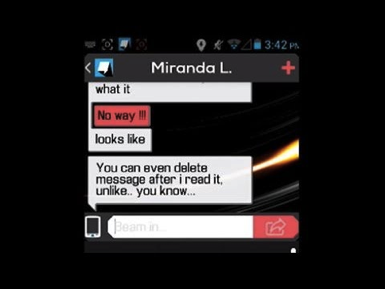 3:42 PM
Miranda L.
what it
No way !!!
looks like
You can even delete
message after i read it,
unlike.. you know...
Beam in..